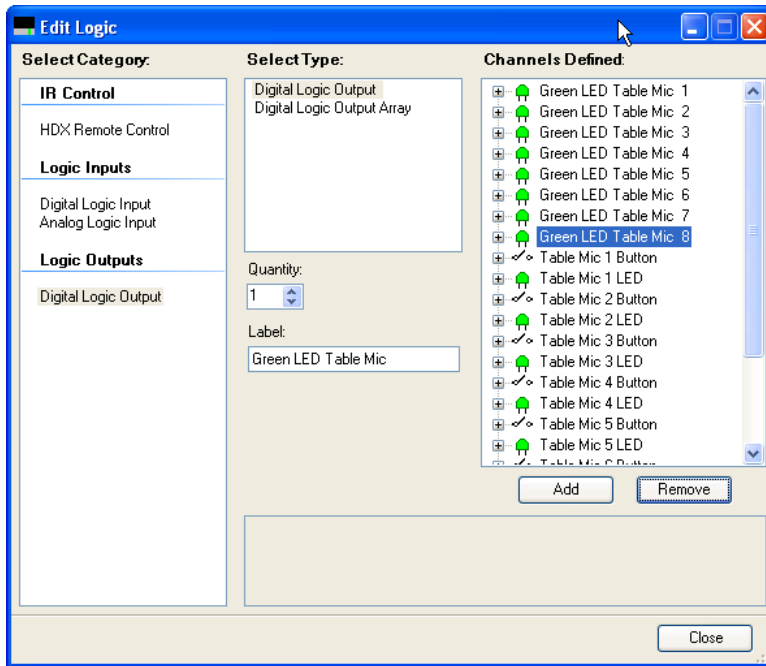 Edit Logic
Select Category:
IR Control
HDX Remote Control
Logic Inputs
Digital Logic Input
Analog Logic Input
Logic Outputs
Digital Logic Output
Select Type:
Digital Logic Output
Digital Logic Output Array
Quantity:
1
Label:
Green LED Table Mic
Channels Defined:
Green LED Table Mic 1
Green LED Table Mic 2
Green LED Table Mic 3
Green LED Table Mic 4
Green LED Table Mic 5
Green LED Table Mic 6
Green LED Table Mic 7
Green LED Table Mic 8
Table Mic 1 Button
Table Mic 1 LED
Table Mic 2 Button
Table Mic 2 LED
Table Mic 3 Button
Table Mic 3 LED
Table Mic 4 Button
Table Mic 4 LED
Table Mic 5 Button
Table Mic 5 LED
Table Mic 6 Button
Add
Remove
Close